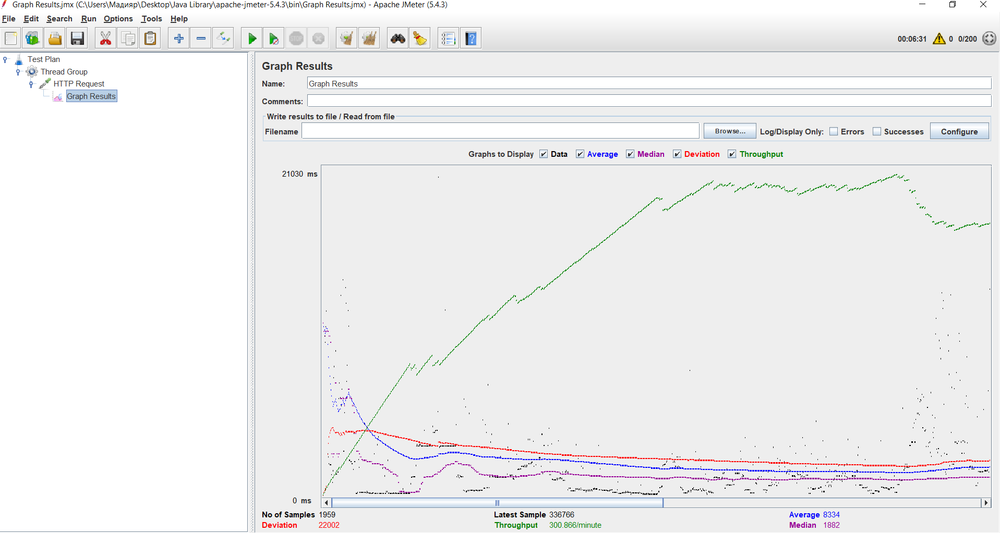 Graph Results.jmx (C:\Users\Мадияр\Desktop\Java Library\apache-jmeter-5.4.3\bin\Graph Results.jmx) - Apache JMeter (5.4.3)
File Edit Search Run Options Tools Help
STOP
00:06:31 0 0/200
Test Plan
Thread Group
HTTP Request
Graph Results
Graph Results
Name: Graph Results
Comments:
Write results to file / Read from file
Filename Browse... Log/Display Only: Errors Successes Configure
Graphs to Display Data Average Median Deviation Throughput
21030 ms
0 ms
No of Samples 1959 Latest Sample 336766 Average 8334
Deviation 22002 Throughput 300.866/minute Median 1882